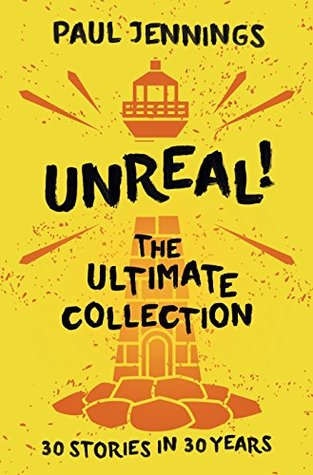 PAUL JENNINGS
UNREAL!
THE
ULTIMATE
COLLECTION
30 STORIES IN 30 YEARS